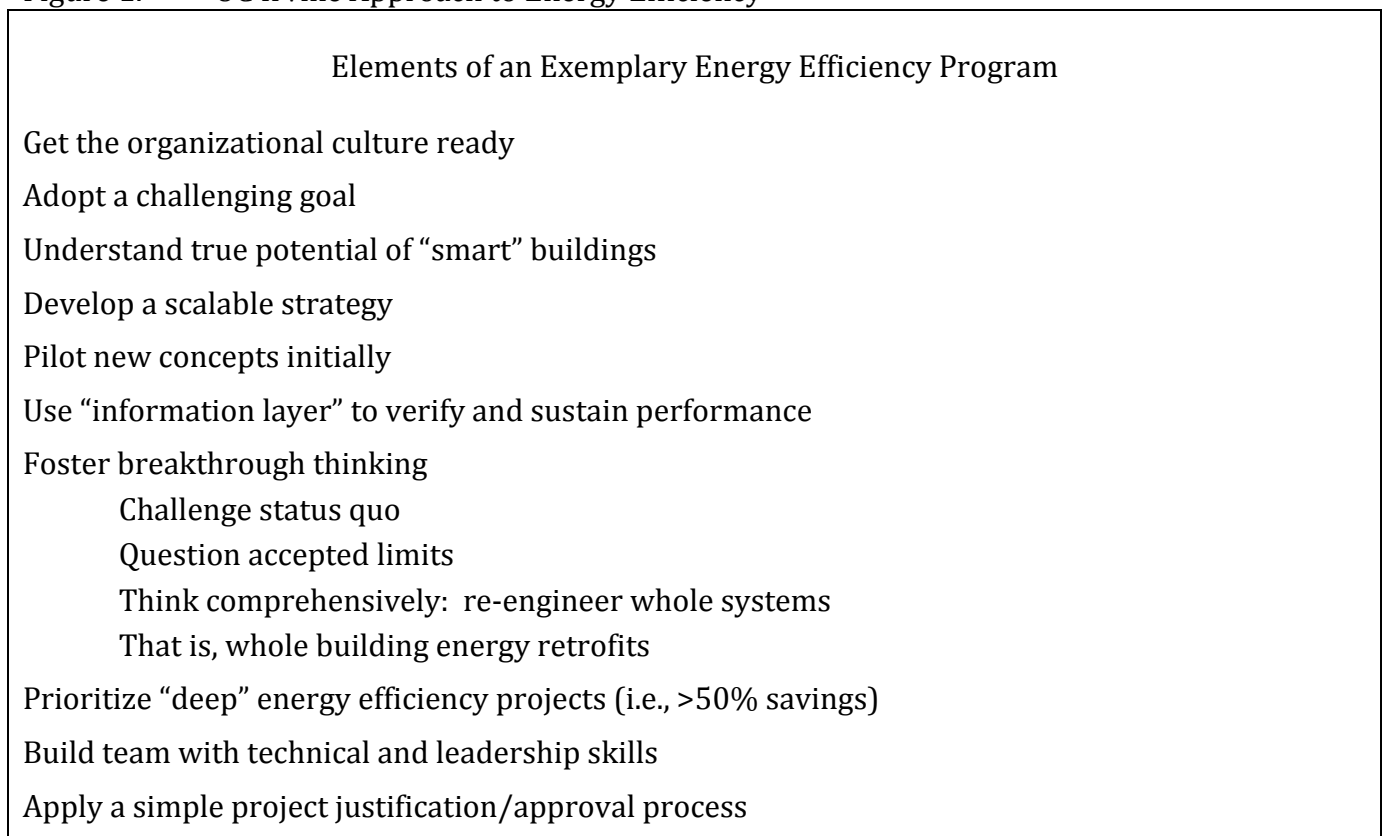 Approach to Energy Efficiency
Elements of an Exemplary Energy Efficiency Program
Get the organizational culture ready
Adopt a challenging goal
Understand true potential of “smart” buildings
Develop a scalable strategy
Pilot new concepts initially
Use “information layer” to verify and sustain performance
Foster breakthrough thinking
Challenge status quo
Question accepted limits
Think comprehensively: re-engineer whole systems
That is, whole building energy retrofits
Prioritize “deep” energy efficiency projects (i.e., >50% savings)
Build team with technical and leadership skills
Apply a simple project justification/approval process